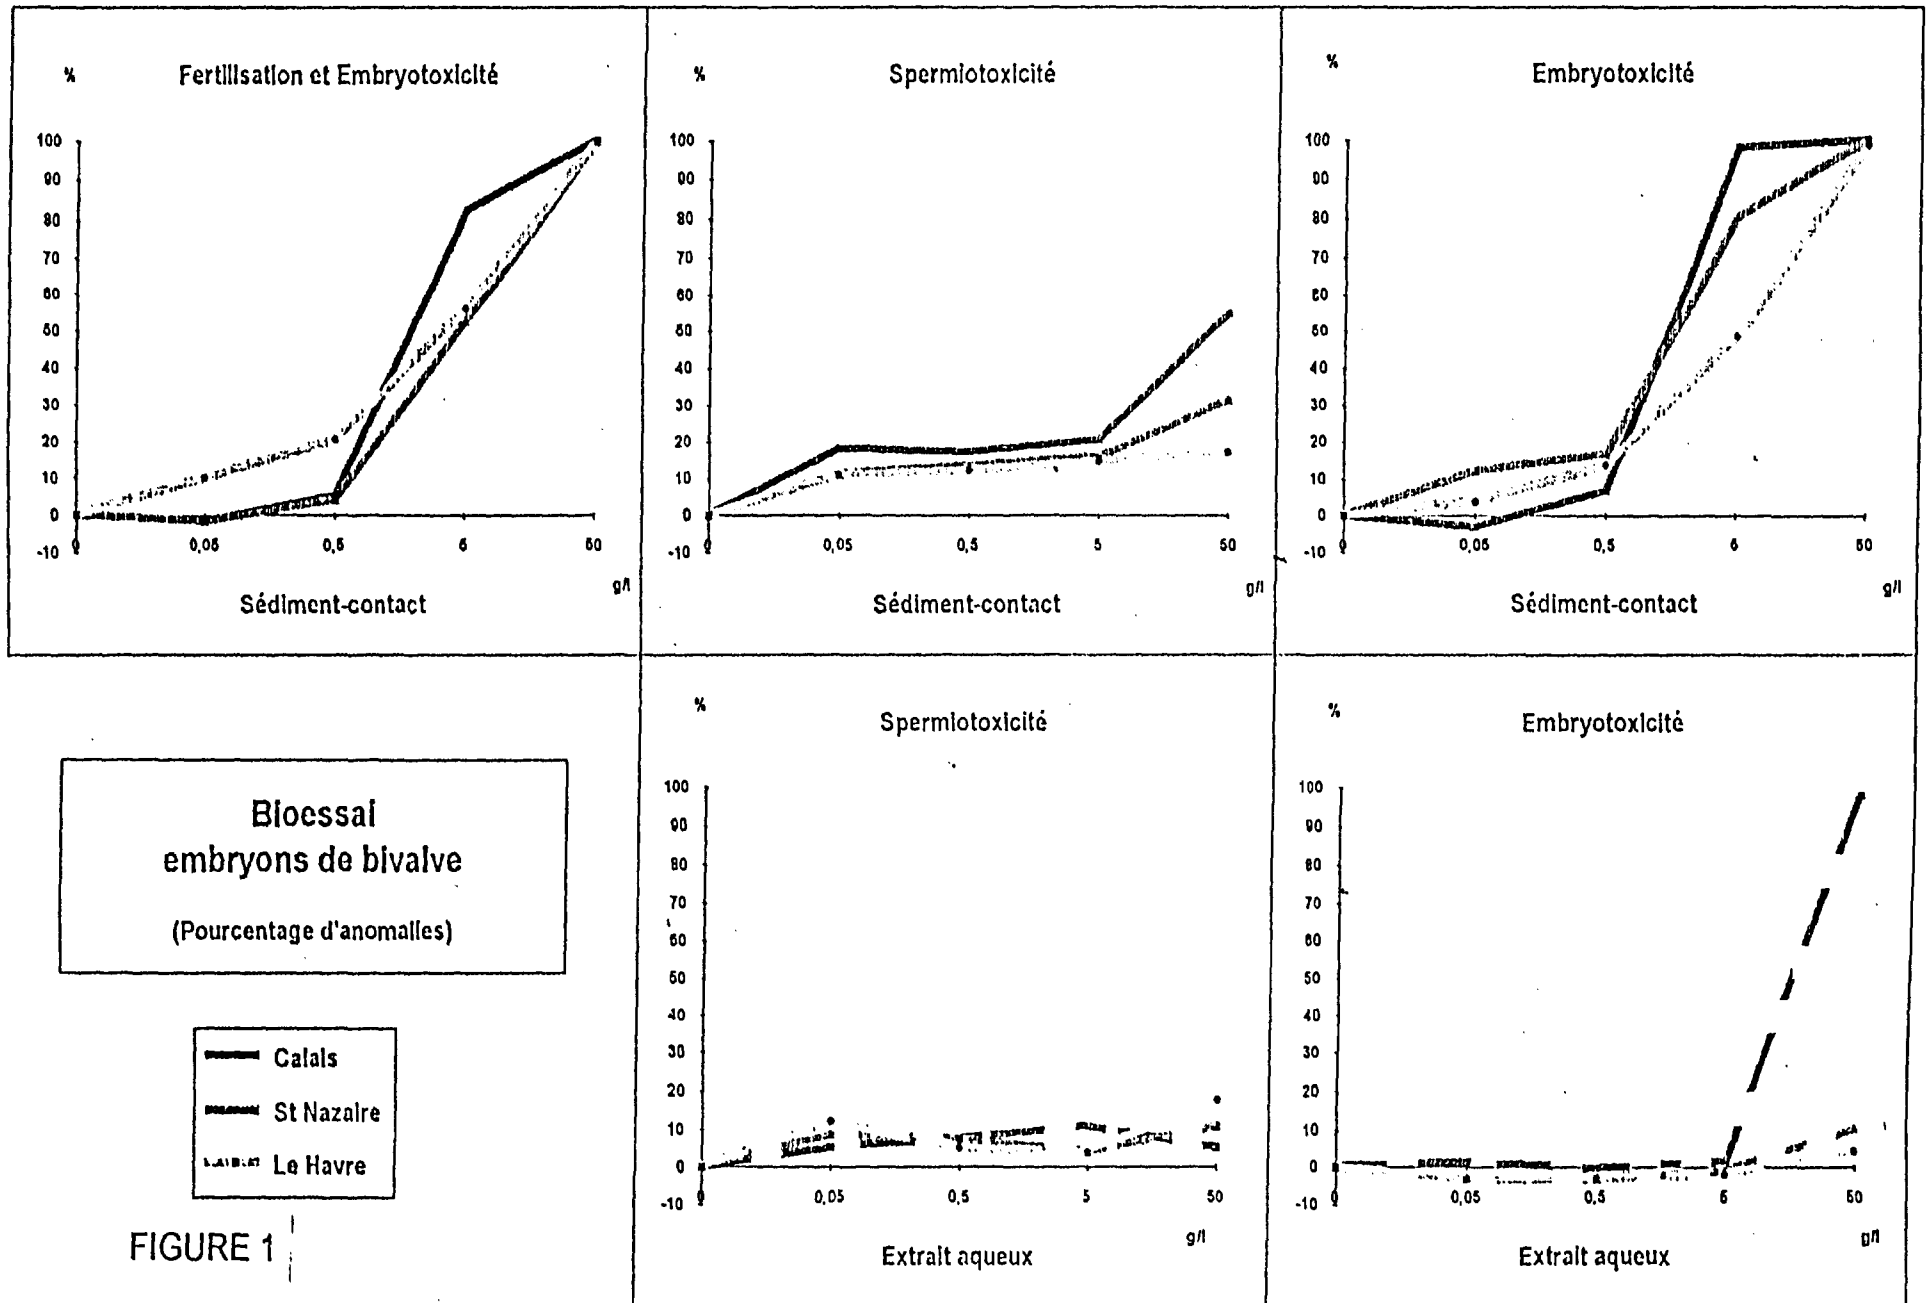 Fertilisation et Embryotoxicité
%
100
90
80
70
60
50
40
30
20
10
0
-10
0 0,05 0,5 5 50
g/l
Sédiment-contact
Spermiotoxicité
%
100
90
80
70
60
50
40
30
20
10
0
-10
0 0,05 0,5 5 50
g/l
Sédiment-contact
Embryotoxicité
%
100
90
80
70
60
50
40
30
20
10
0
-10
0 0,05 0,5 5 50
g/l
Sédiment-contact
Bioessai
embryons de bivalve
(Pourcentage d'anomalies)
Calais
St Nazaire
Le Havre
FIGURE 1
Spermiotoxicité
%
100
90
80
70
60
50
40
30
20
10
0
-10
0 0,05 0,5 5 50
g/l
Extrait aqueux
Embryotoxicité
%
100
90
80
70
60
50
40
30
20
10
0
-10
0 0,05 0,5 5 50
g/l
Extrait aqueux